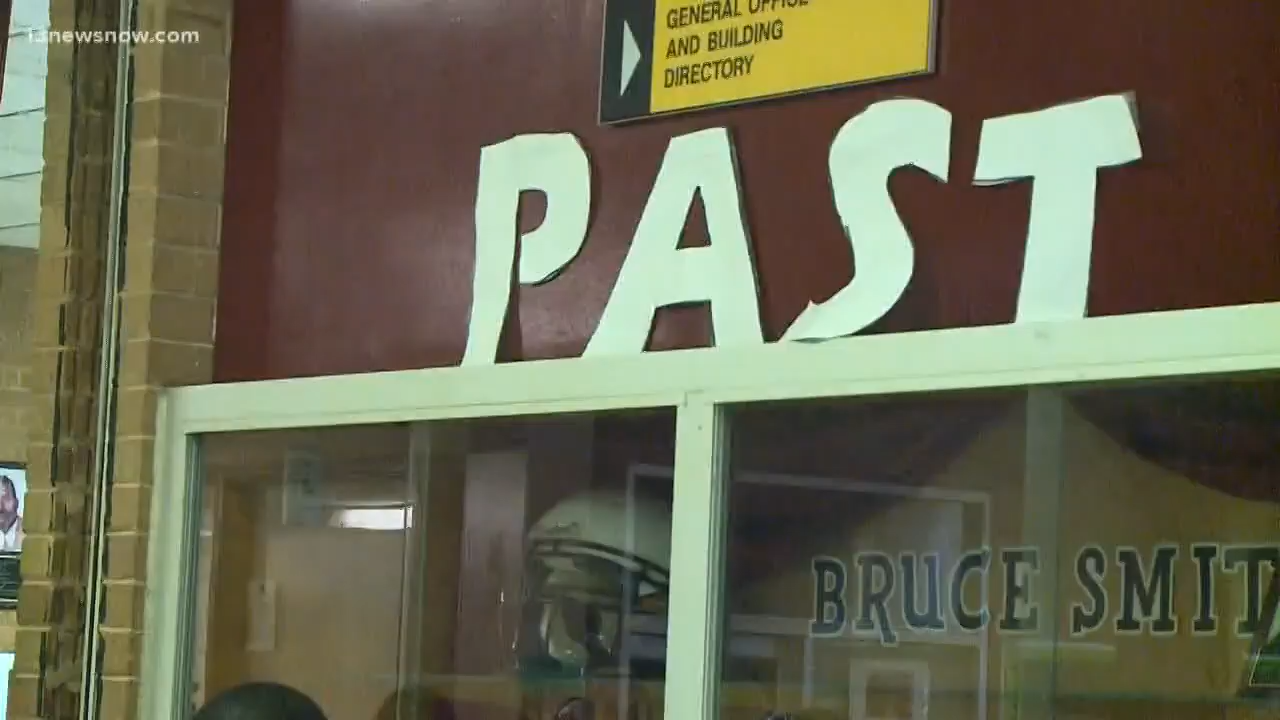 13newsnow.com
GENERAL OFFICE
AND BUILDING
DIRECTORY
PAST
BRUCE SMIT